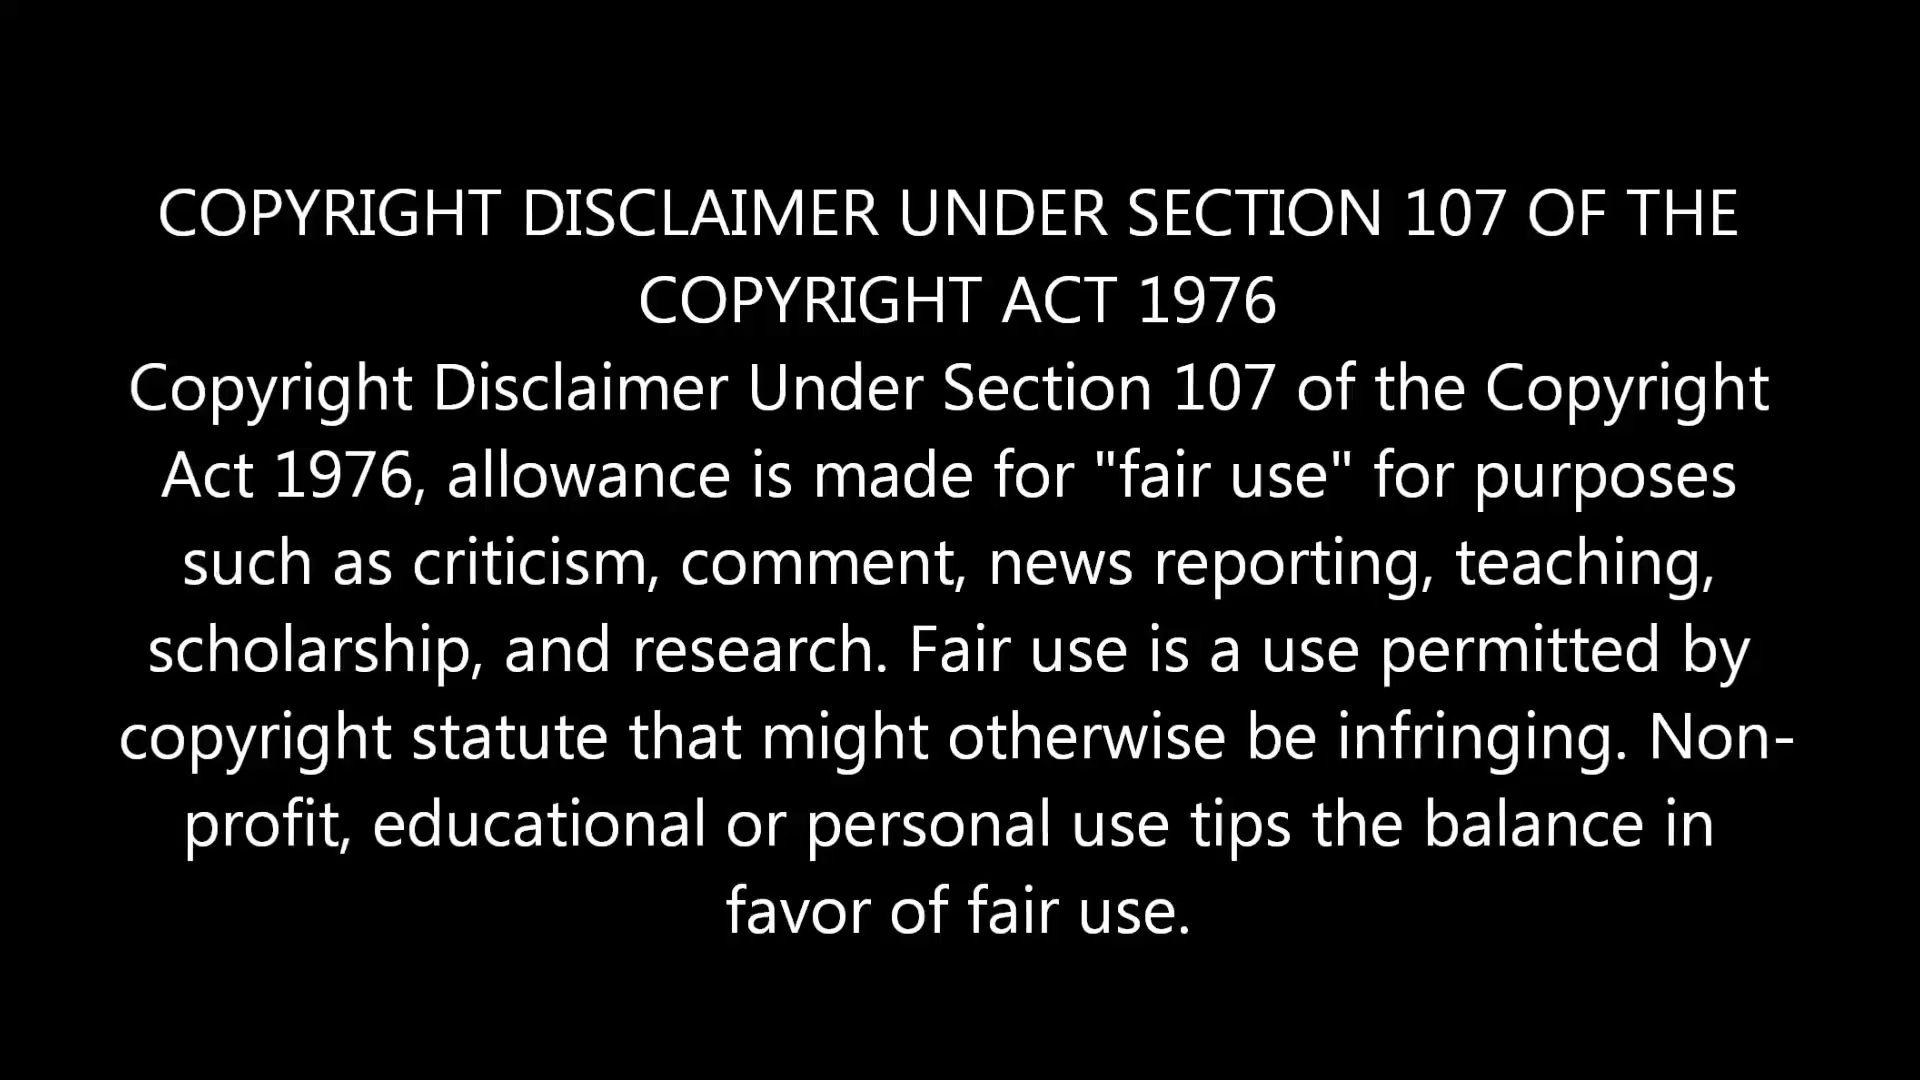 COPYRIGHT DISCLAIMER UNDER SECTION 107 OF THE
COPYRIGHT ACT 1976
Copyright Disclaimer Under Section 107 of the Copyright
Act 1976, allowance is made for "fair use" for purposes
such as criticism, comment, news reporting, teaching,
scholarship, and research. Fair use is a use permitted by
copyright statute that might otherwise be infringing. Non-
profit, educational or personal use tips the balance in
favor of fair use.